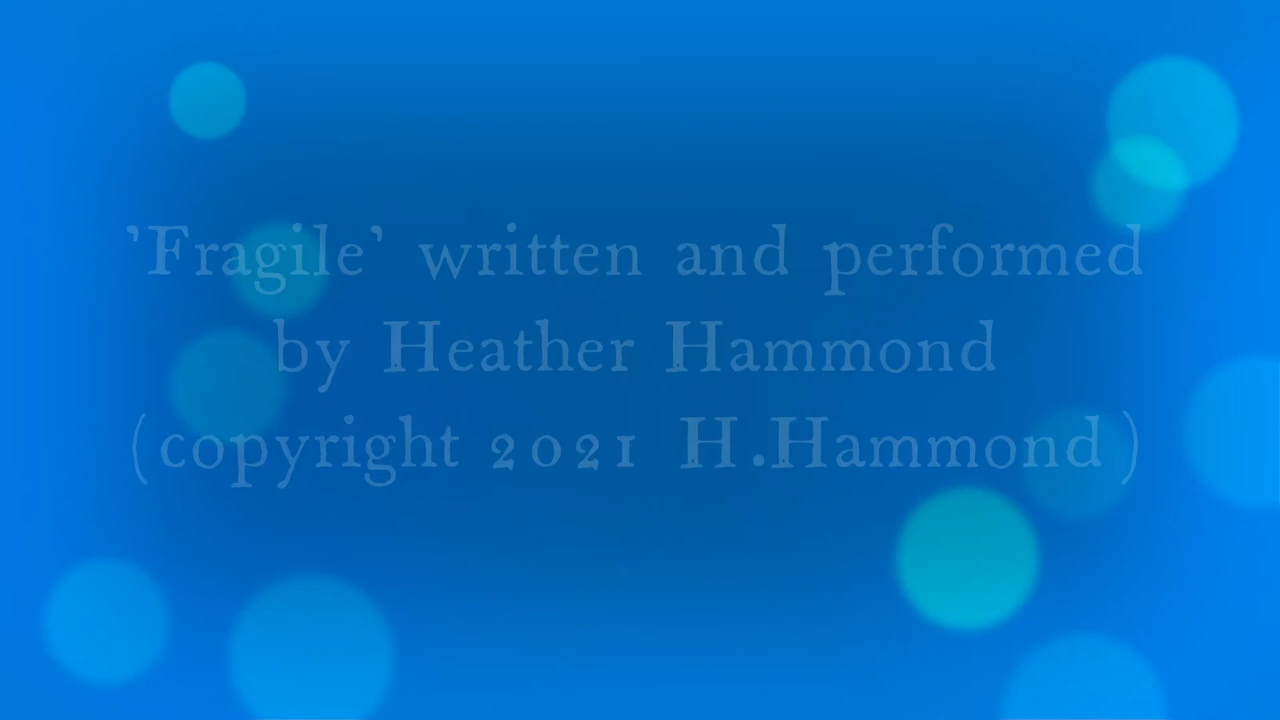 'Fragile' written and performed
by Heather Hammond
(copyright 2021 H.Hammond)